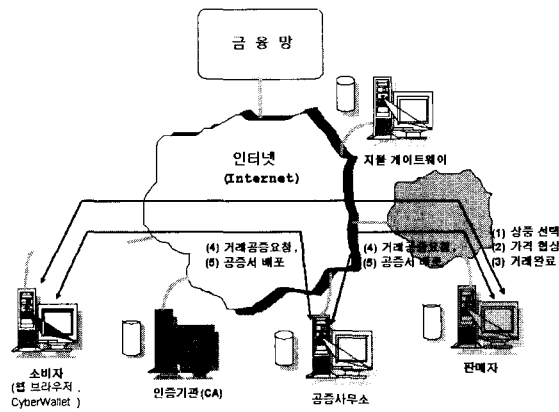 금 융 망
지불 게이트웨이
인터넷
(Internet)
(1) 상품 선택
(2) 가격 협상
(3) 거래완료
(4) 거래공증요청,
(5) 공증서 배포
(4) 거래공증요청,
(5) 공증서 배포
소비자
(웹 브라우저,
CyberWallet )
인증기관(CA)
공증사무소
판매자